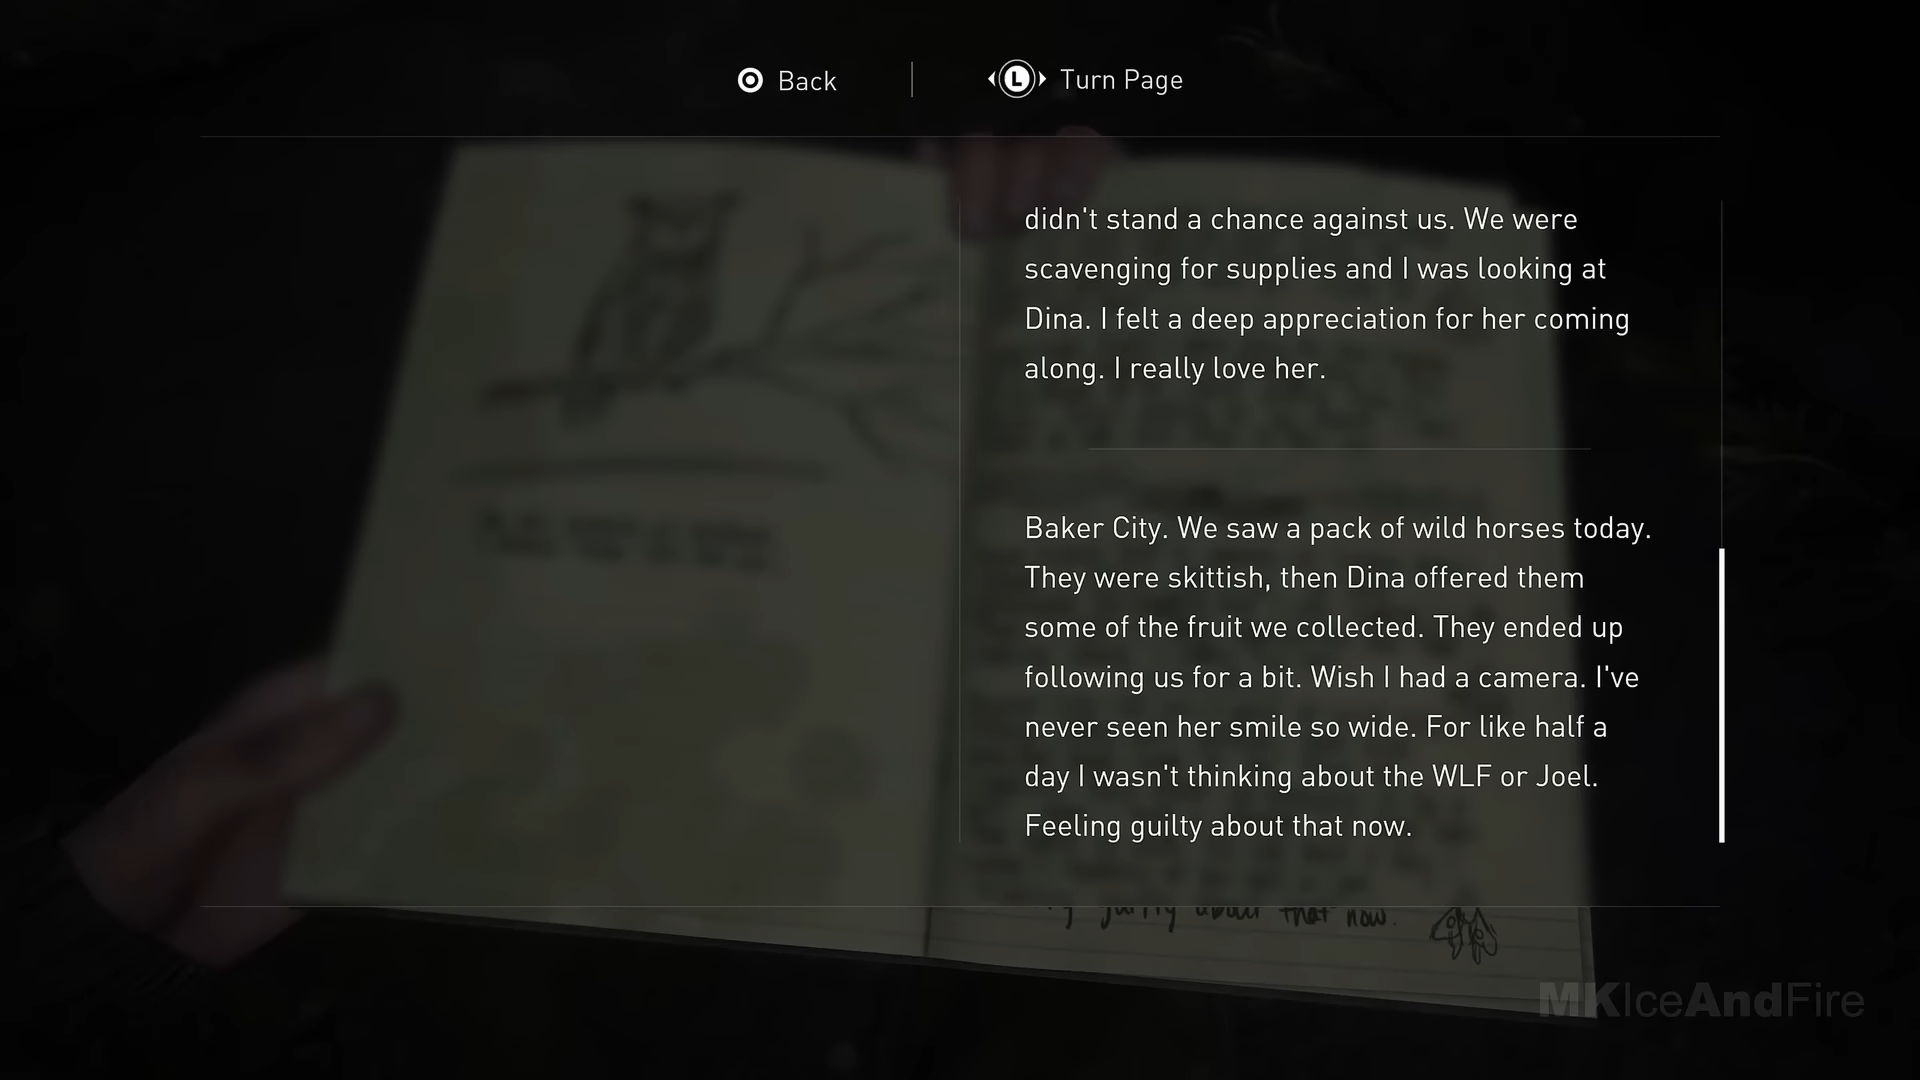 Back
L Turn Page
didn't stand a chance against us. We were
scavenging for supplies and I was looking at
Dina. I felt a deep appreciation for her coming
along. I really love her.
Baker City. We saw a pack of wild horses today.
They were skittish, then Dina offered them
some of the fruit we collected. They ended up
following us for a bit. Wish I had a camera. I've
never seen her smile so wide. For like half a
day I wasn't thinking about the WLF or Joel.
Feeling guilty about that now.
guilty about that now.
MKIceAndFire